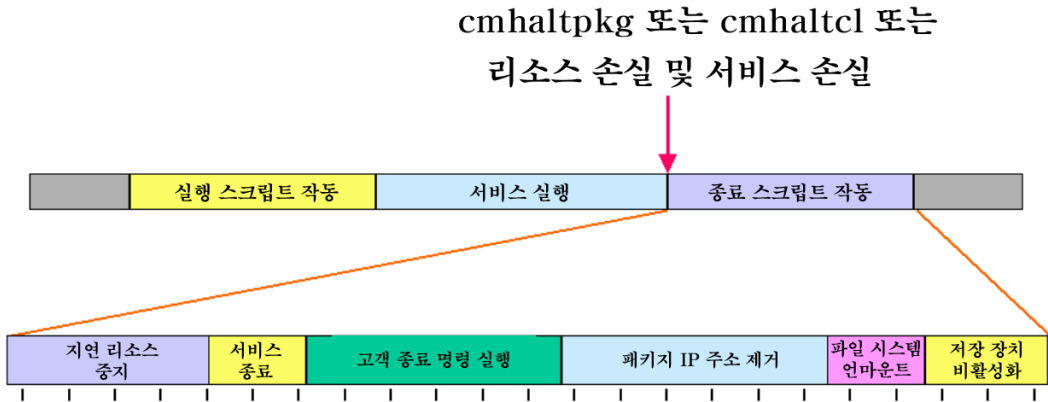 cmhaltpkg 또는 cmhaltcl 또는
리소스 손실 및 서비스 손실
실행 스크립트 작동
서비스 실행
종료 스크립트 작동
지연 리소스
중지
서비스
종료
고객 종료 명령 실행
패키지 IP 주소 제거
파일 시스템
언마운트
저장 장치
비활성화